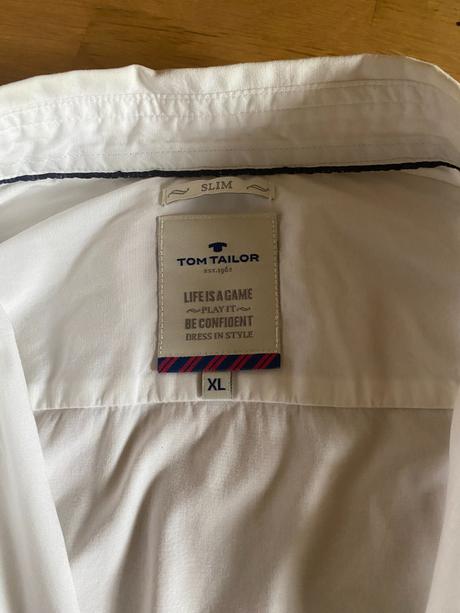 SLIM
TOM TAILOR
EST.1962
LIFE IS A GAME
PLAY IT
BE CONFIDENT
DRESS IN STYLE
XL